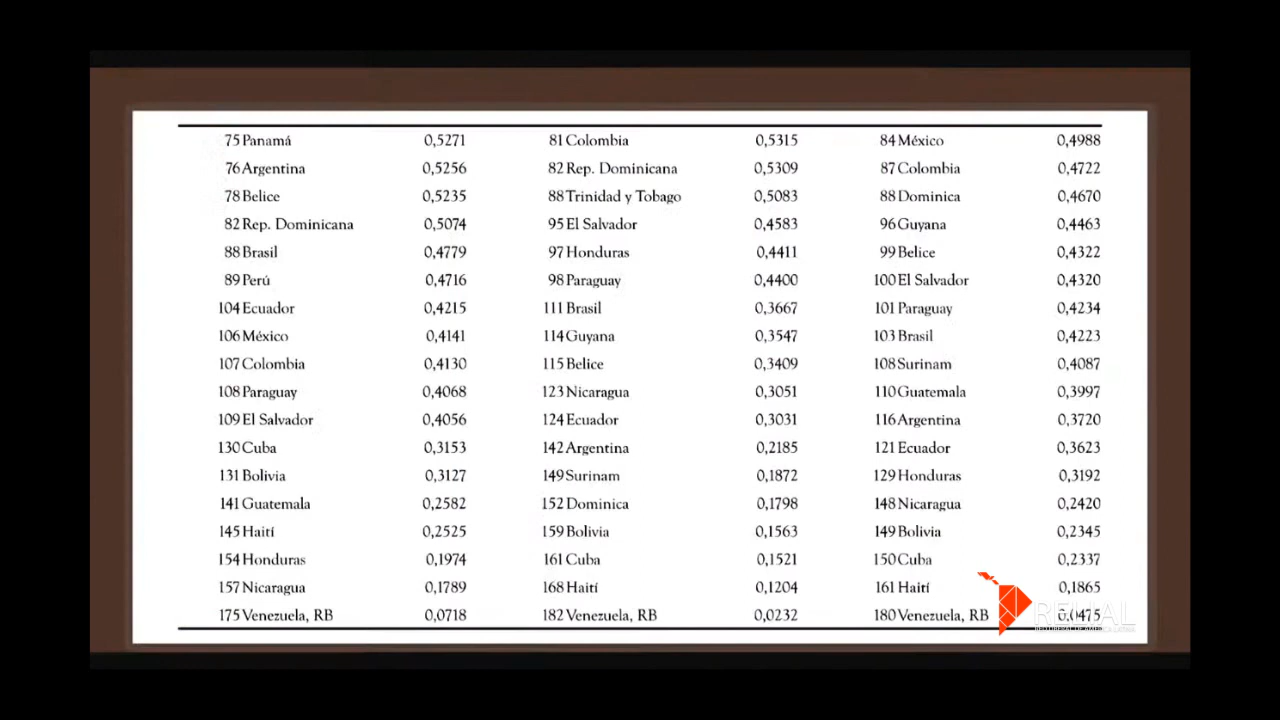 75 Panamá 0,5271 81 Colombia 0,5315 84 México 0,4988
76 Argentina 0,5256 82 Rep. Dominicana 0,5309 87 Colombia 0,4722
78 Belice 0,5235 88 Trinidad y Tobago 0,5083 88 Dominica 0,4670
82 Rep. Dominicana 0,5074 95 El Salvador 0,4583 96 Guyana 0,4463
88 Brasil 0,4779 97 Honduras 0,4411 99 Belice 0,4322
89 Perú 0,4716 98 Paraguay 0,4400 100 El Salvador 0,4320
104 Ecuador 0,4215 111 Brasil 0,3667 101 Paraguay 0,4234
106 México 0,4141 114 Guyana 0,3547 103 Brasil 0,4223
107 Colombia 0,4130 115 Belice 0,3409 108 Surinam 0,4087
108 Paraguay 0,4068 123 Nicaragua 0,3051 110 Guatemala 0,3997
109 El Salvador 0,4056 124 Ecuador 0,3031 116 Argentina 0,3720
130 Cuba 0,3153 142 Argentina 0,2185 121 Ecuador 0,3623
131 Bolivia 0,3127 149 Surinam 0,1872 129 Honduras 0,3192
141 Guatemala 0,2582 152 Dominica 0,1798 148 Nicaragua 0,2420
145 Haití 0,2525 159 Bolivia 0,1563 149 Bolivia 0,2345
154 Honduras 0,1974 161 Cuba 0,1521 150 Cuba 0,2337
157 Nicaragua 0,1789 168 Haití 0,1204 161 Haití 0,1865
175 Venezuela, RB 0,0718 182 Venezuela, RB 0,0232 180 Venezuela, RB 0,0475
RELIAL
RED LIBERAL DE AMÉRICA LATINA